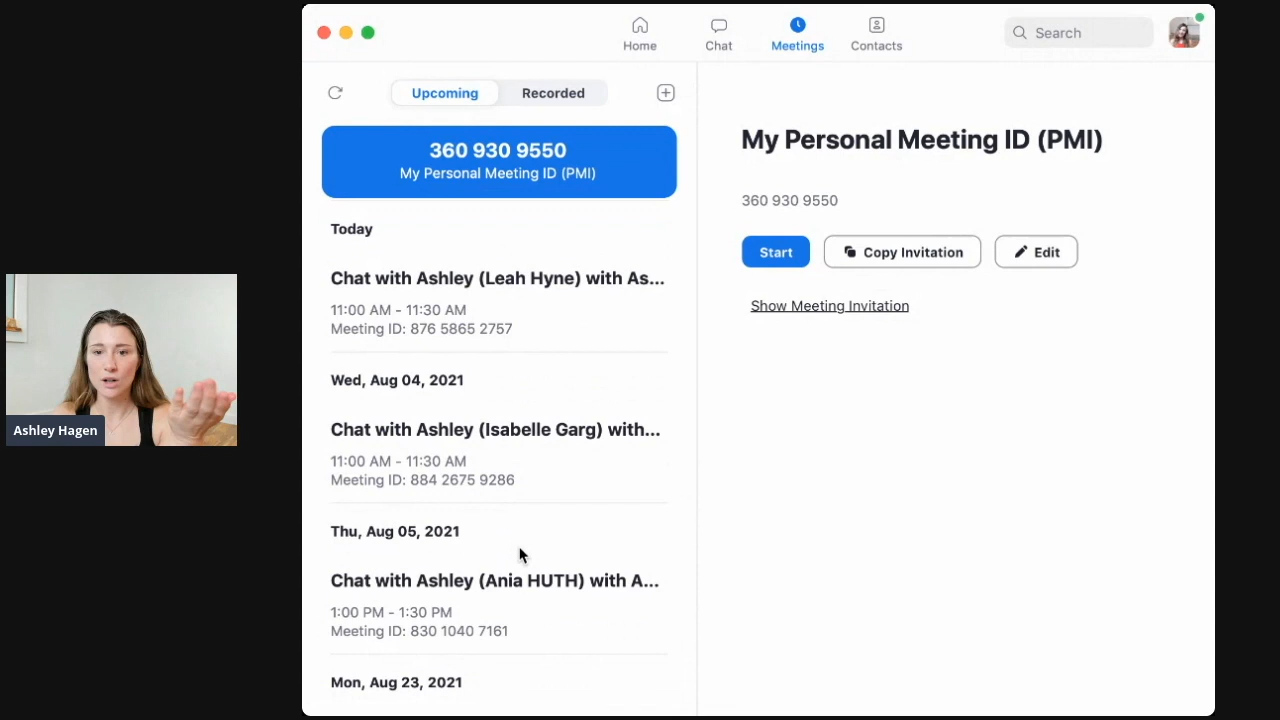 Home
Chat
Meetings
Contacts
Search
Upcoming
Recorded
360 930 9550
My Personal Meeting ID (PMI)
Today
Chat with Ashley (Leah Hyne) with As...
11:00 AM - 11:30 AM
Meeting ID: 876 5865 2757
Wed, Aug 04, 2021
Chat with Ashley (Isabelle Garg) with...
11:00 AM - 11:30 AM
Meeting ID: 884 2675 9286
Thu, Aug 05, 2021
Chat with Ashley (Ania HUTH) with A...
1:00 PM - 1:30 PM
Meeting ID: 830 1040 7161
Mon, Aug 23, 2021
My Personal Meeting ID (PMI)
360 930 9550
Start
Copy Invitation
Edit
Show Meeting Invitation
Ashley Hagen